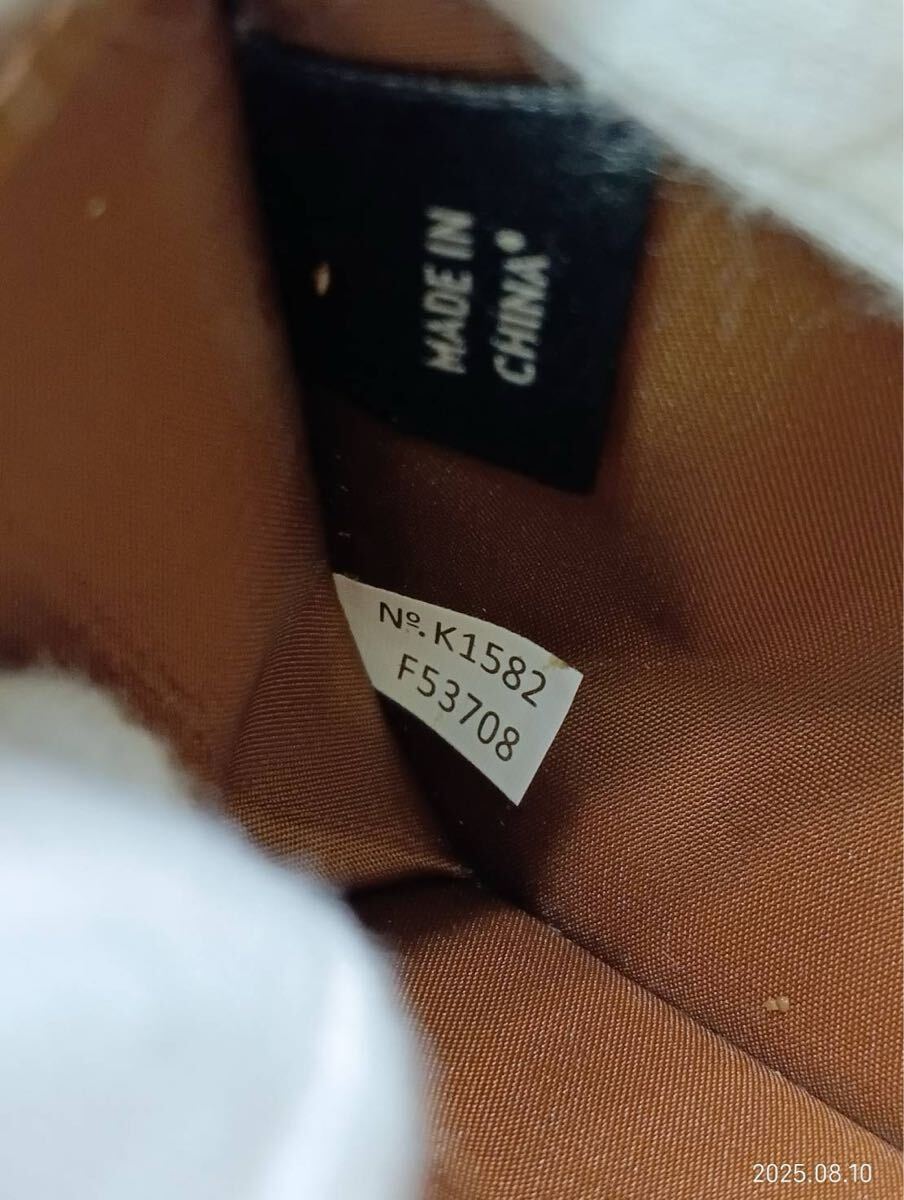 MADE IN
CHINA
Nº.K1582
F53708
2025.08.10